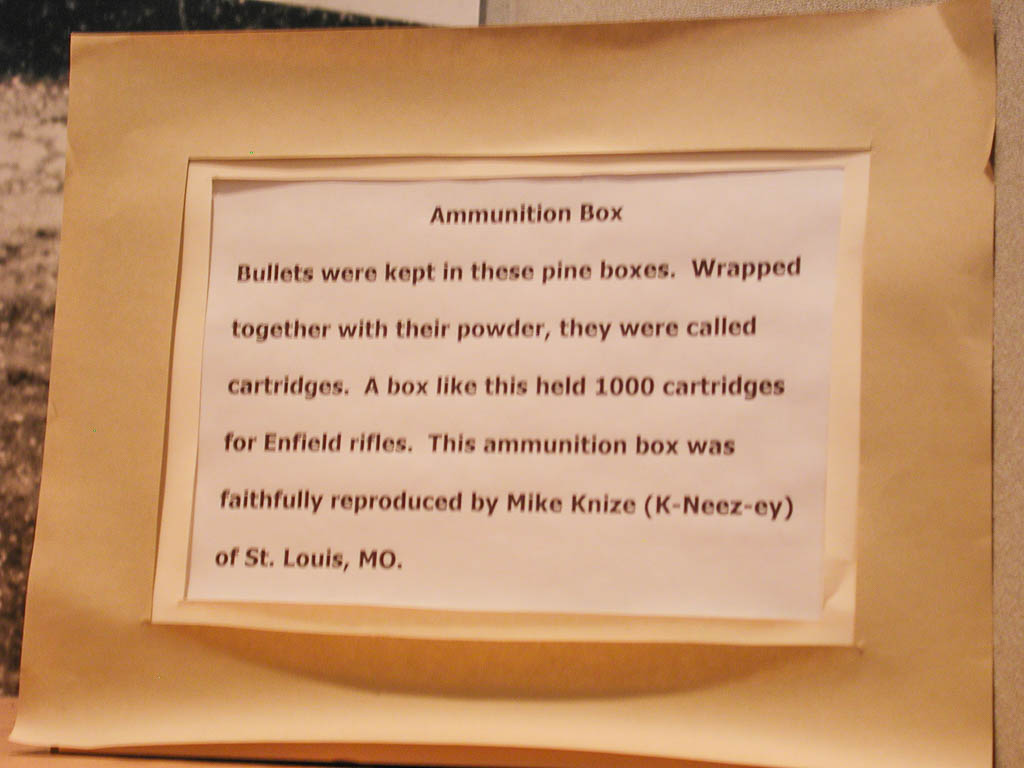 Ammunition Box
Bullets were kept in these pine boxes.  Wrapped
together with their powder, they were called
cartridges.  A box like this held 1000 cartridges
for Enfield rifles.  This ammunition box was
faithfully reproduced by Mike Knize (K-Neez-ey)
of St. Louis, MO.